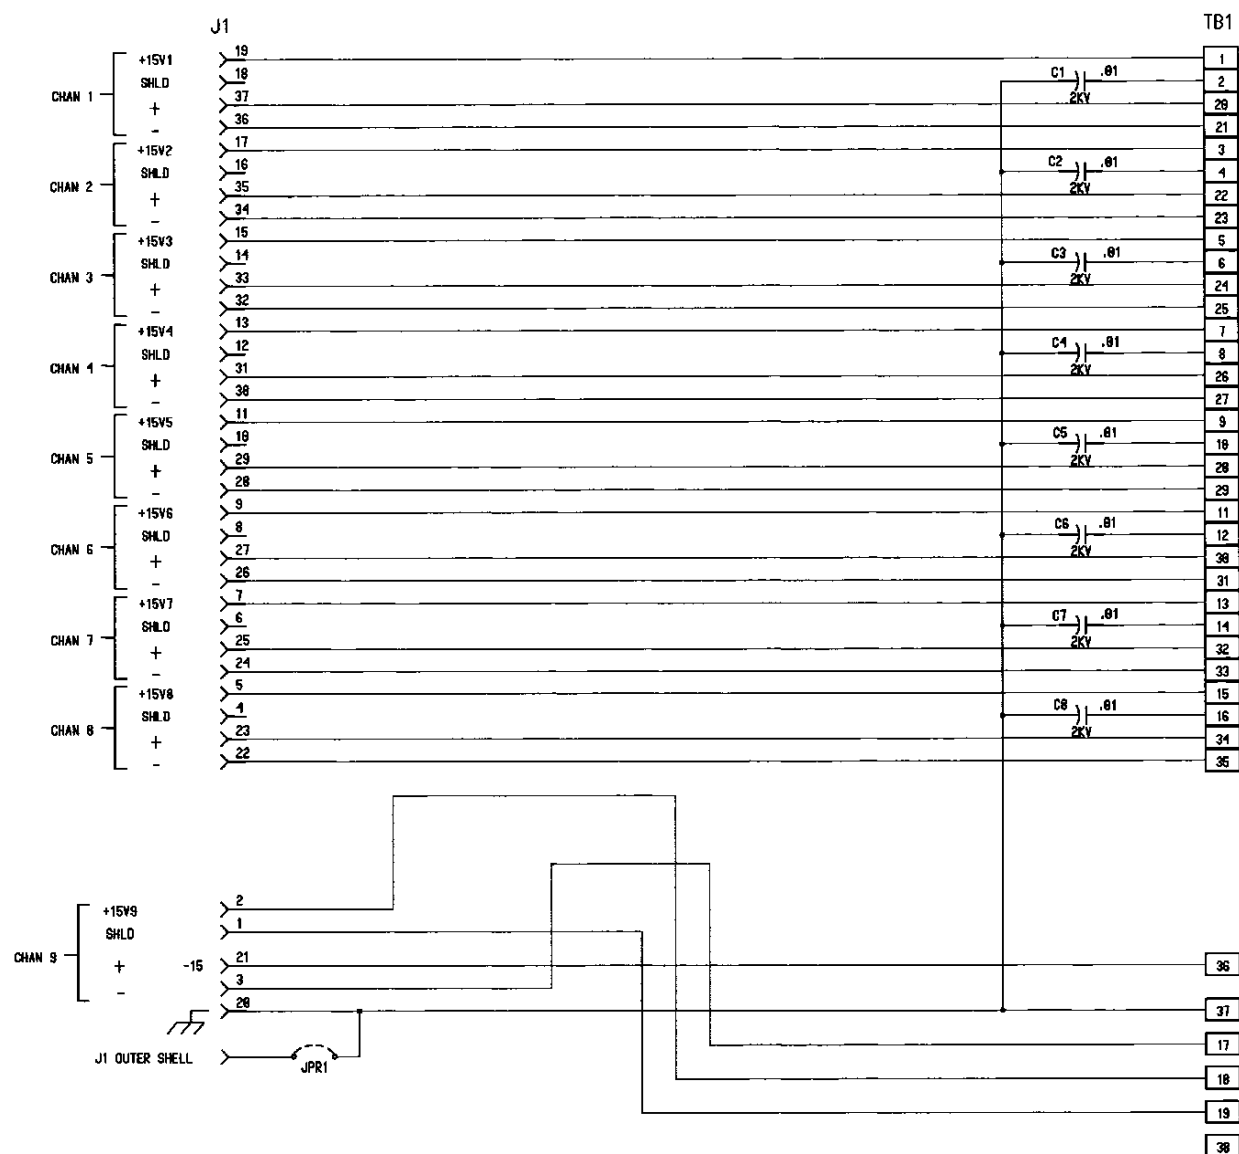 J1 TB1
+15V1 19 1
SHLD 18 C1 .01 2
CHAN 1
+ 37 2KV 20
- 36 21
+15V2 17 3
SHLD 16 C2 .01 4
CHAN 2
+ 35 2KV 22
- 34 23
+15V3 15 5
SHLD 14 C3 .01 6
CHAN 3
+ 33 2KV 24
- 32 25
+15V4 13 7
SHLD 12 C4 .01 8
CHAN 4
+ 31 2KV 26
- 30 27
+15V5 11 9
SHLD 10 C5 .01 10
CHAN 5
+ 29 2KV 28
- 28 29
+15V6 9 11
SHLD 8 C6 .01 12
CHAN 6
+ 27 2KV 30
- 26 31
+15V7 7 13
SHLD 6 C7 .01 14
CHAN 7
+ 25 2KV 32
- 24 33
+15V8 5 15
SHLD 4 C8 .01 16
CHAN 8
+ 23 2KV 34
- 22 35
+15V9 2
SHLD 1
CHAN 9
+ -15 21 36
- 3
20 37
17
J1 OUTER SHELL
JPR1
18
19
38